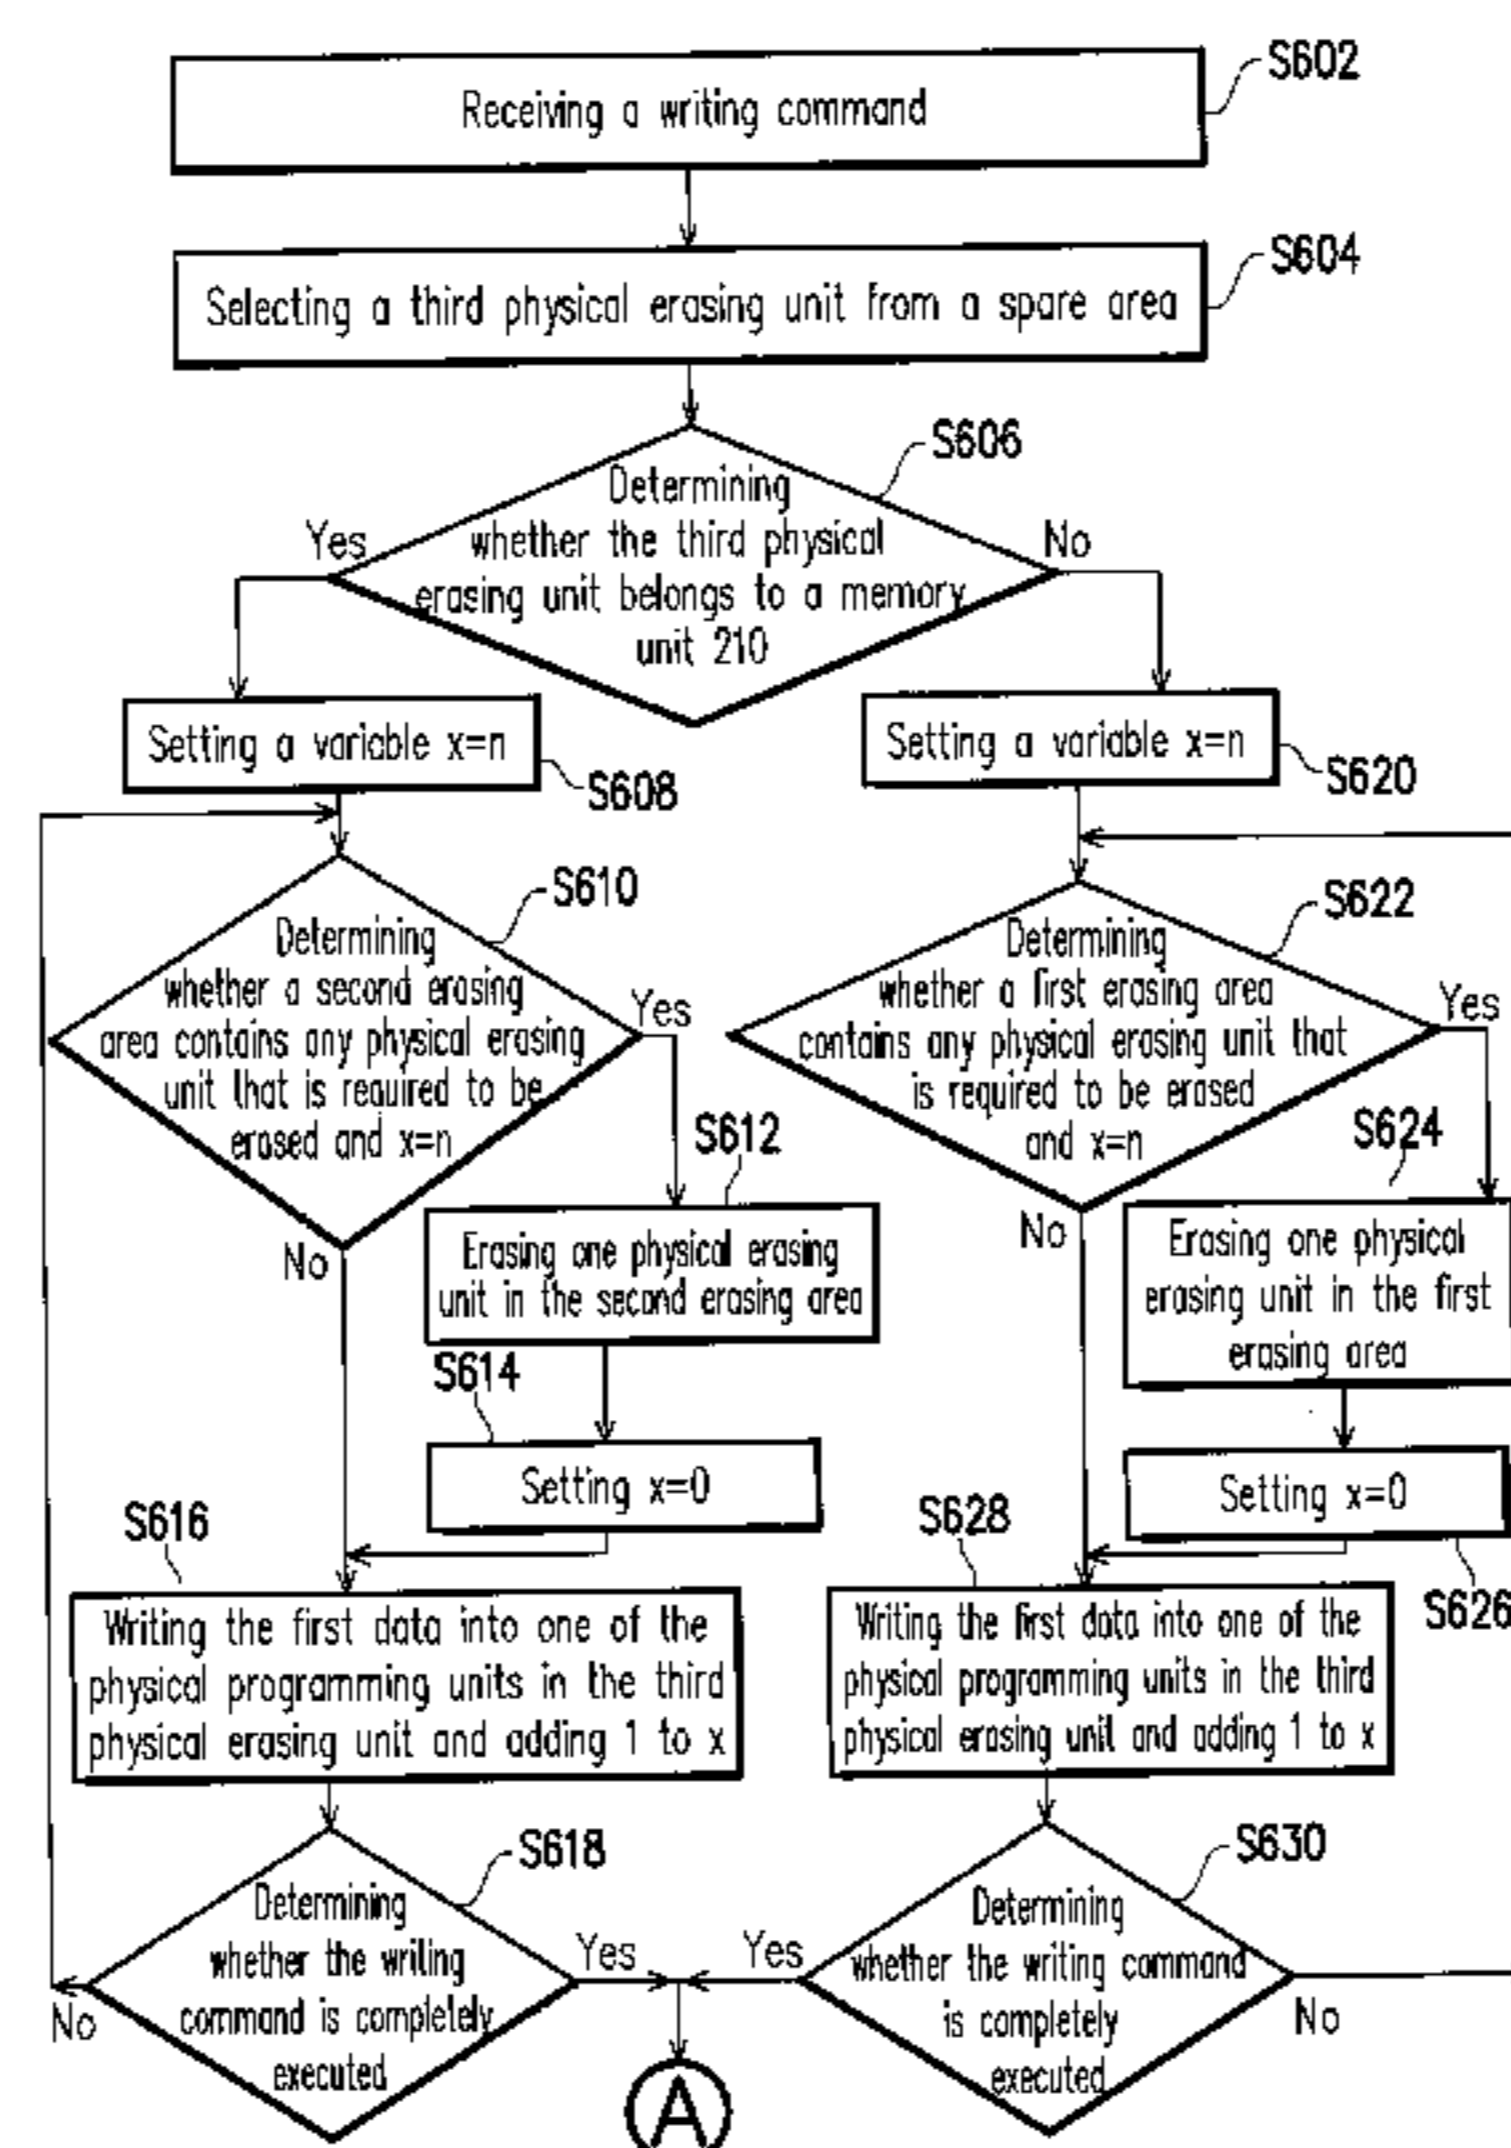 S602
Receiving a writing command
S604
Selecting a third physical erasing unit from a spare area
S606
Determining
whether the third physical
erasing unit belongs to a memory
unit 210
Yes
No
Setting a variable x=n
S608
Setting a variable x=n
S620
S610
Determining
whether a second erasing
area contains any physical erasing
unit that is required to be
erased and x=n
Yes
No
S622
Determining
whether a first erasing area
contains any physical erasing unit that
is required to be erased
and x=n
Yes
No
S612
Erasing one physical erasing
unit in the second erasing area
S624
Erasing one physical
erasing unit in the first
erasing area
S614
Setting x=0
Setting x=0
S626
S616
Writing the first data into one of the
physical programming units in the third
physical erasing unit and adding 1 to x
S628
Writing the first data into one of the
physical programming units in the third
physical erasing unit and adding 1 to x
S618
Determining
whether the writing
command is completely
executed
Yes
No
S630
Determining
whether the writing command
is completely
executed
Yes
No
A